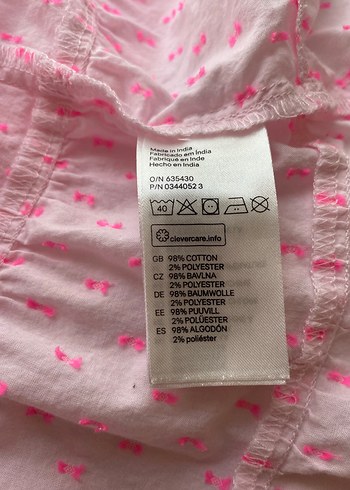 Made in India
Fabricado em Índia
Fabriqué en Inde
Hecho en India
O/N 635430
P/N 0344052 3
40
clevercare.info
GB 98% COTTON
2% POLYESTER
CZ 98% BAVLNA
2% POLYESTER
DE 98% BAUMWOLLE
2% POLYESTER
EE 98% PUUVILL
2% POLÜESTER
ES 98% ALGODÓN
2% poliéster